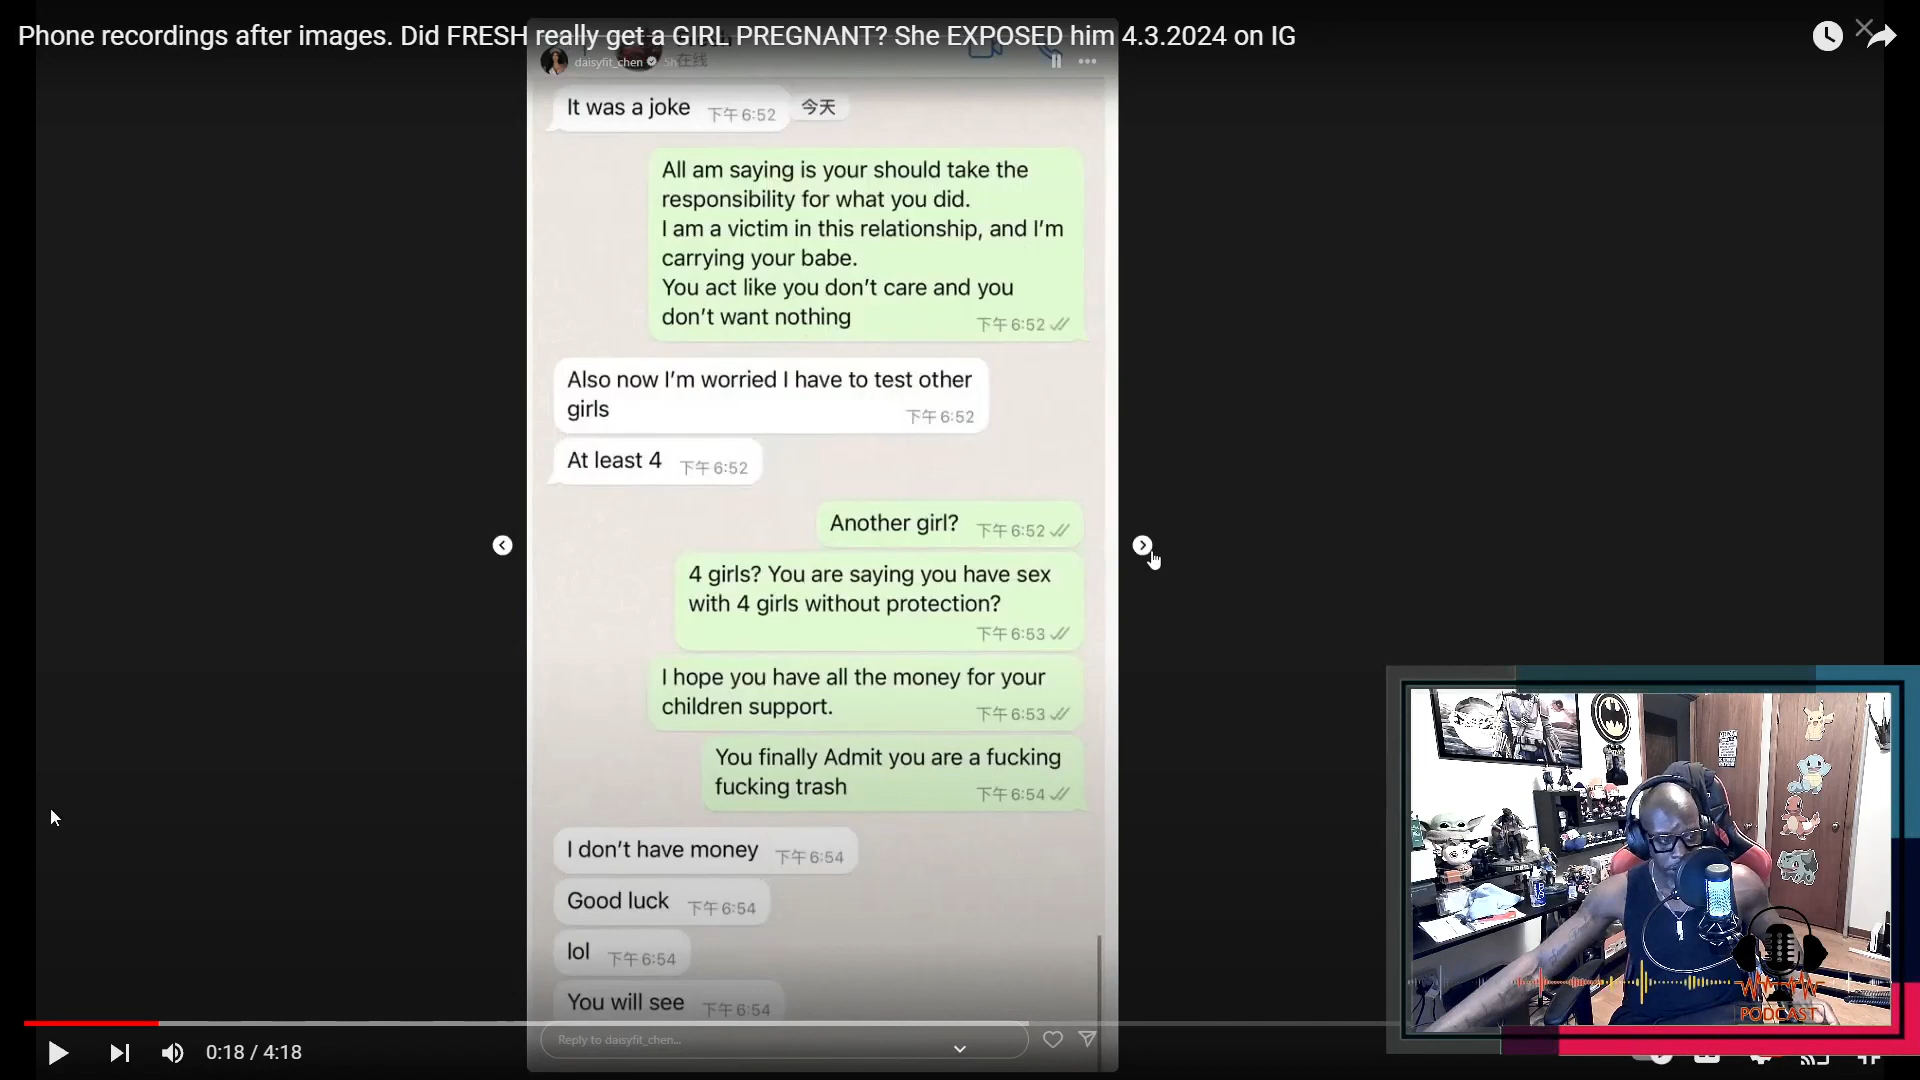 Phone recordings after images. Did FRESH really get a GIRL PREGNANT? She EXPOSED him 4.3.2024 on IG
daisyfit_chen 5h 在线
It was a joke 下午 6:52
今天
All am saying is your should take the
responsibility for what you did.
I am a victim in this relationship, and I'm
carrying your babe.
You act like you don't care and you
don't want nothing 下午 6:52
Also now I'm worried I have to test other
girls 下午 6:52
At least 4 下午 6:52
Another girl? 下午 6:52
4 girls? You are saying you have sex
with 4 girls without protection?
下午 6:53
I hope you have all the money for your
children support. 下午 6:53
You finally Admit you are a fucking
fucking trash 下午 6:54
I don't have money 下午 6:54
Good luck 下午 6:54
lol 下午 6:54
You will see 下午 6:54
Reply to daisyfit_chen...
0:18 / 4:18
PODCAST